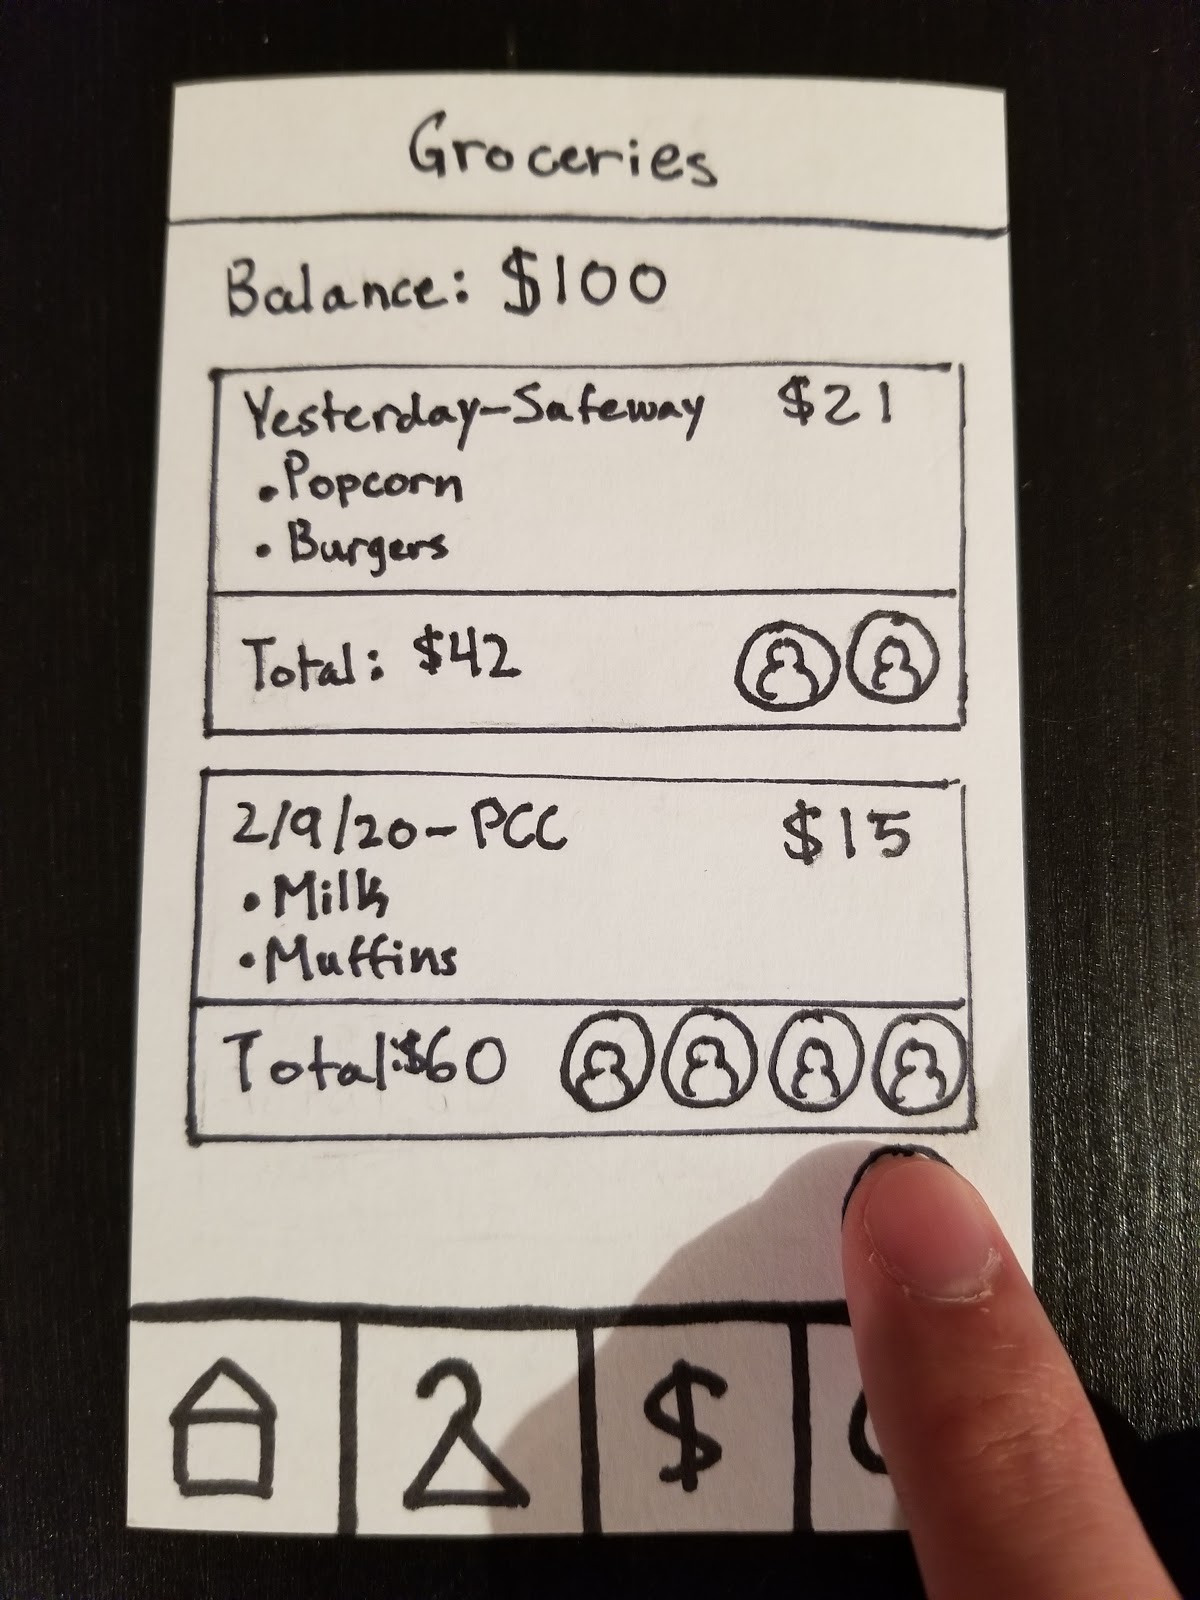 Groceries
Balance: $100
Yesterday-Safeway $21
• Popcorn
• Burgers
Total: $42
2/9/20- PCC $15
• Milk
• Muffins
Total: $60
$